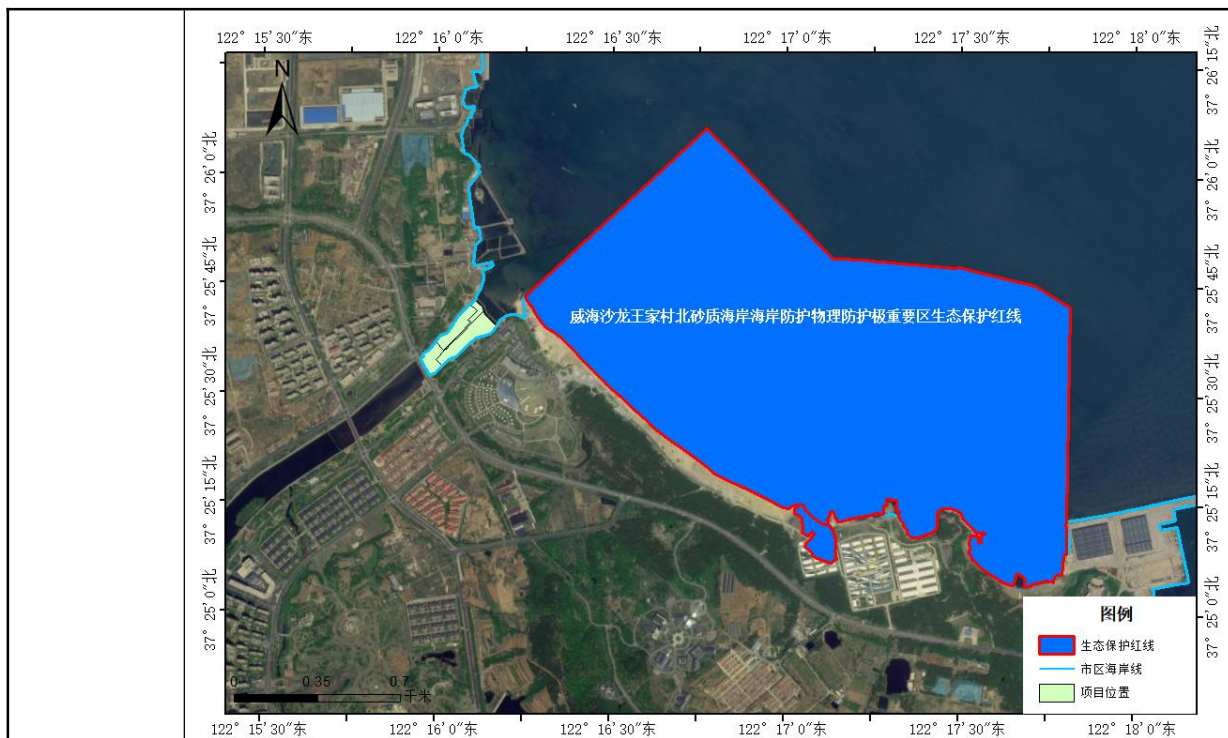 122° 15′30″东
122° 16′0″东
122° 16′30″东
122° 17′0″东
122° 17′30″东
122° 18′0″东
N
37° 26′15″北
37° 26′0″北
37° 26′0″北
37° 25′45″北
37° 25′45″北
威海沙龙王家村北砂质海岸海岸防护物理防护极重要区生态保护红线
37° 25′30″北
37° 25′30″北
37° 25′15″北
37° 25′15″北
37° 25′0″北
37° 25′0″北
图例
生态保护红线
市区海岸线
项目位置
0 0.35 0.7
千米
122° 15′30″东
122° 16′0″东
122° 16′30″东
122° 17′0″东
122° 17′30″东
122° 18′0″东